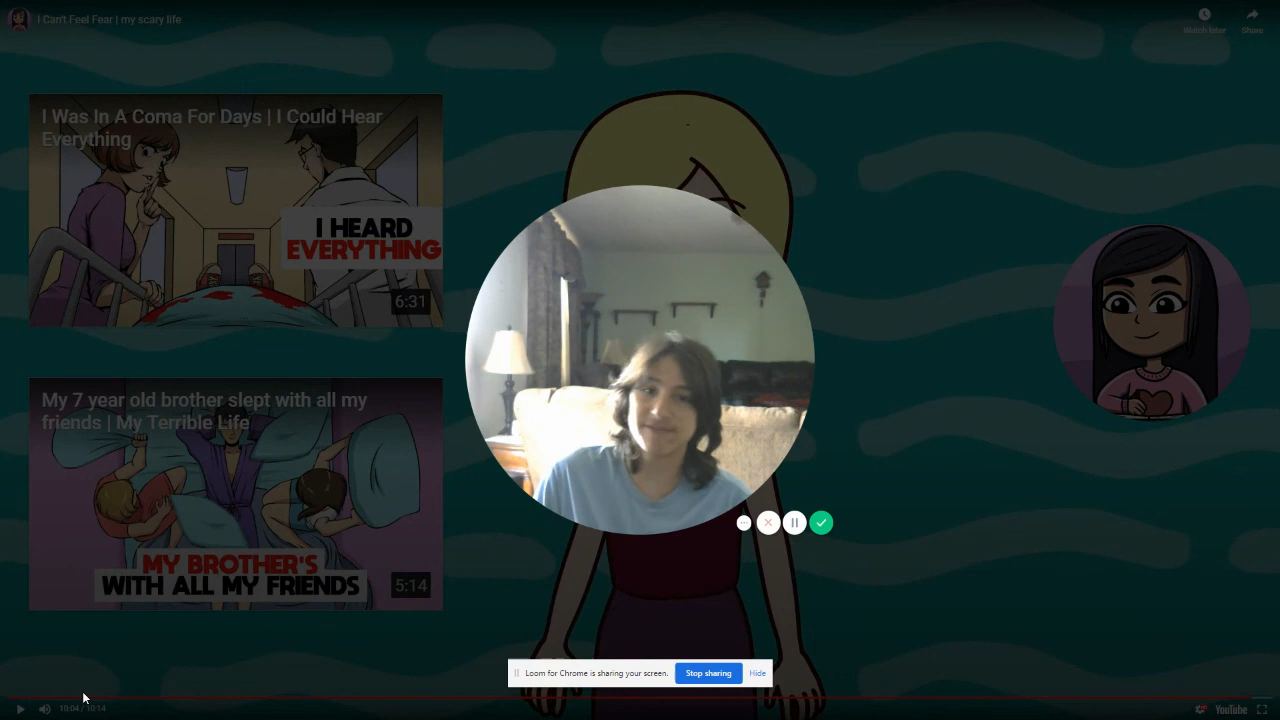 I Can't Feel Fear | my scary life
Watch later
Share
I Was In A Coma For Days | I Could Hear
Everything
I HEARD
EVERYTHING
6:31
My 7 year old brother slept with all my
friends | My Terrible Life
MY BROTHER'S
WITH ALL MY FRIENDS
5:14
Loom for Chrome is sharing your screen.
Stop sharing
Hide
10:04 / 10:14
YouTube